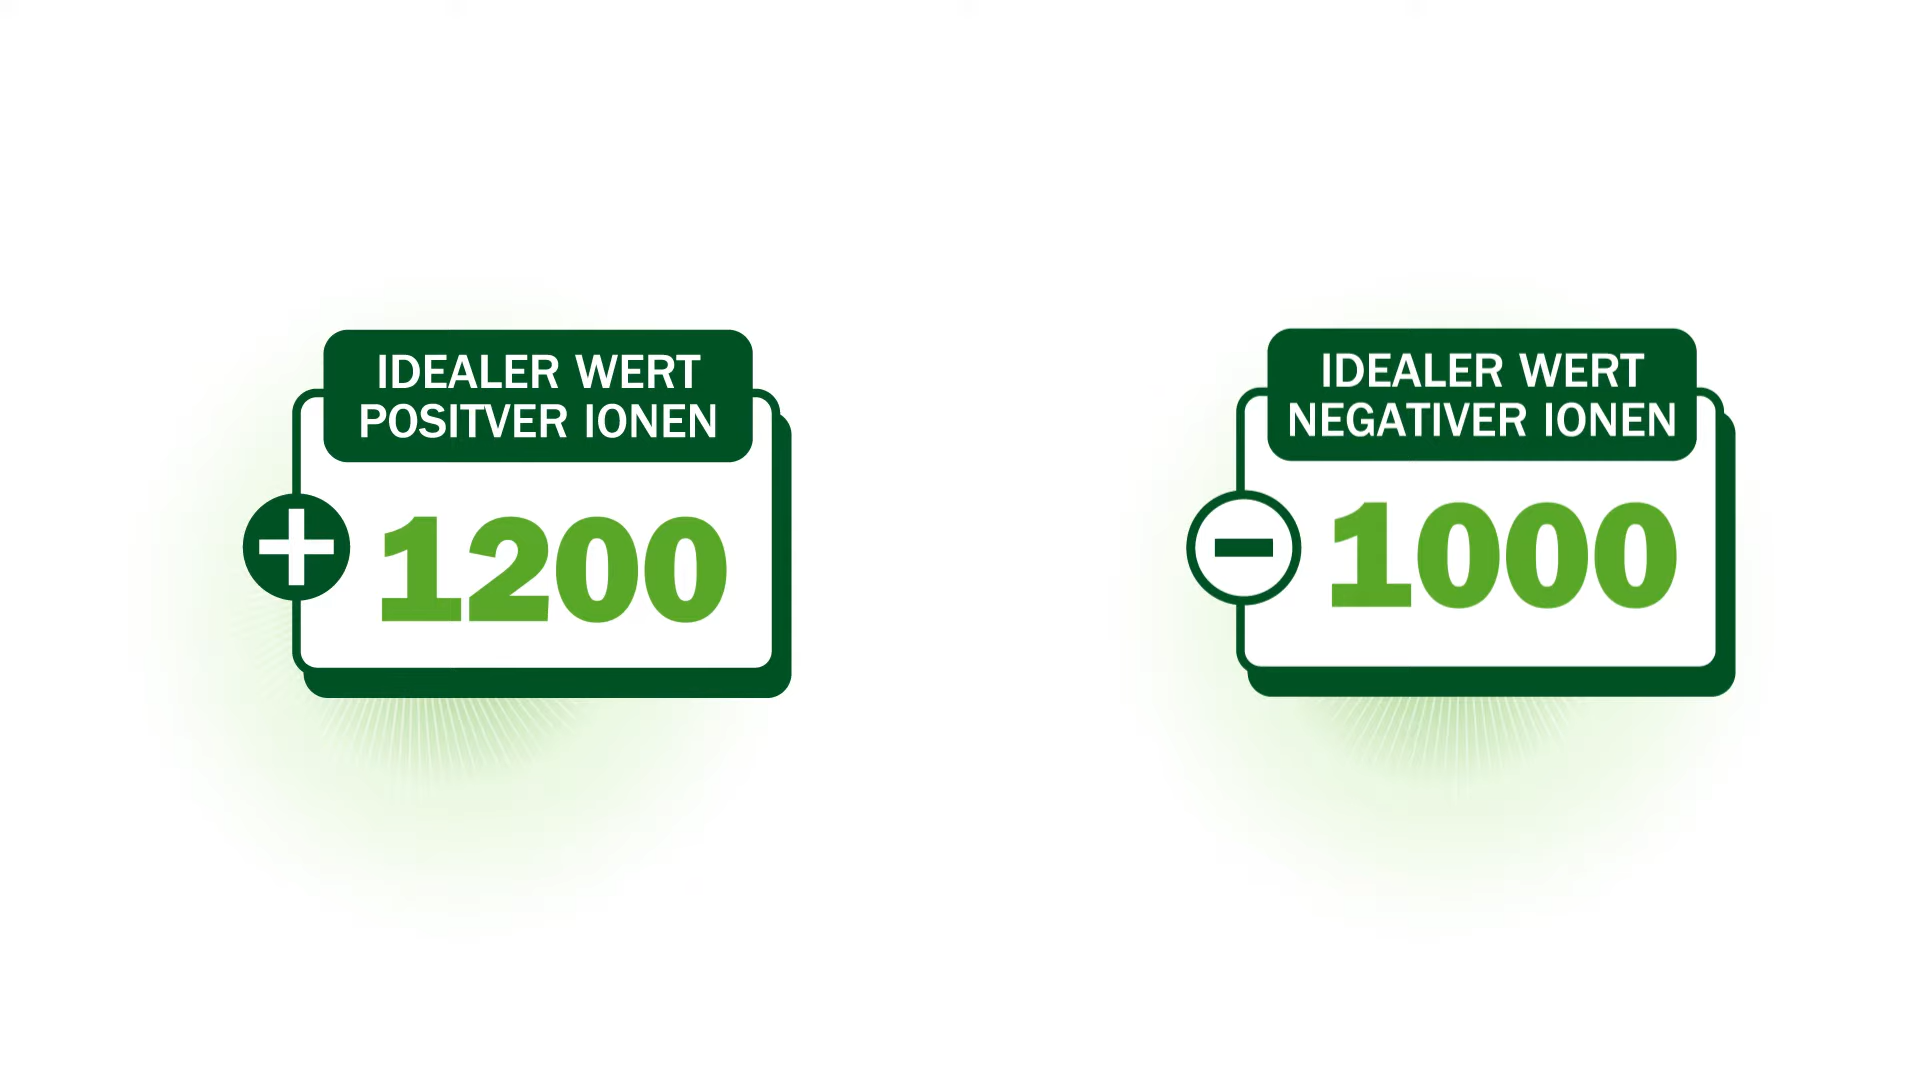 IDEALER WERT
POSITVER IONEN
1200
IDEALER WERT
NEGATIVER IONEN
1000